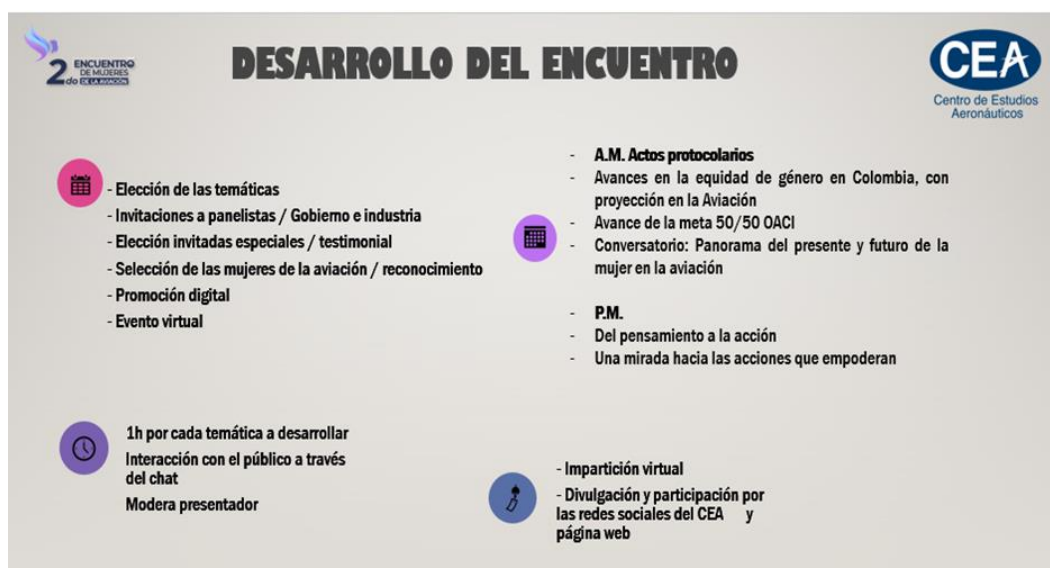 2do ENCUENTRO
DE MUJERES
DE LA AVIACIÓN
DESARROLLO DEL ENCUENTRO
CEA
Centro de Estudios
Aeronáuticos
- Elección de las temáticas
- Invitaciones a panelistas / Gobierno e industria
- Elección invitadas especiales / testimonial
- Selección de las mujeres de la aviación / reconocimiento
- Promoción digital
- Evento virtual
- A.M. Actos protocolarios
- Avances en la equidad de género en Colombia, con
proyección en la Aviación
- Avance de la meta 50/50 OACI
- Conversatorio: Panorama del presente y futuro de la
mujer en la aviación
- P.M.
- Del pensamiento a la acción
- Una mirada hacia las acciones que empoderan
1h por cada temática a desarrollar
Interacción con el público a través
del chat
Modera presentador
- Impartición virtual
- Divulgación y participación por
las redes sociales del CEA y
página web